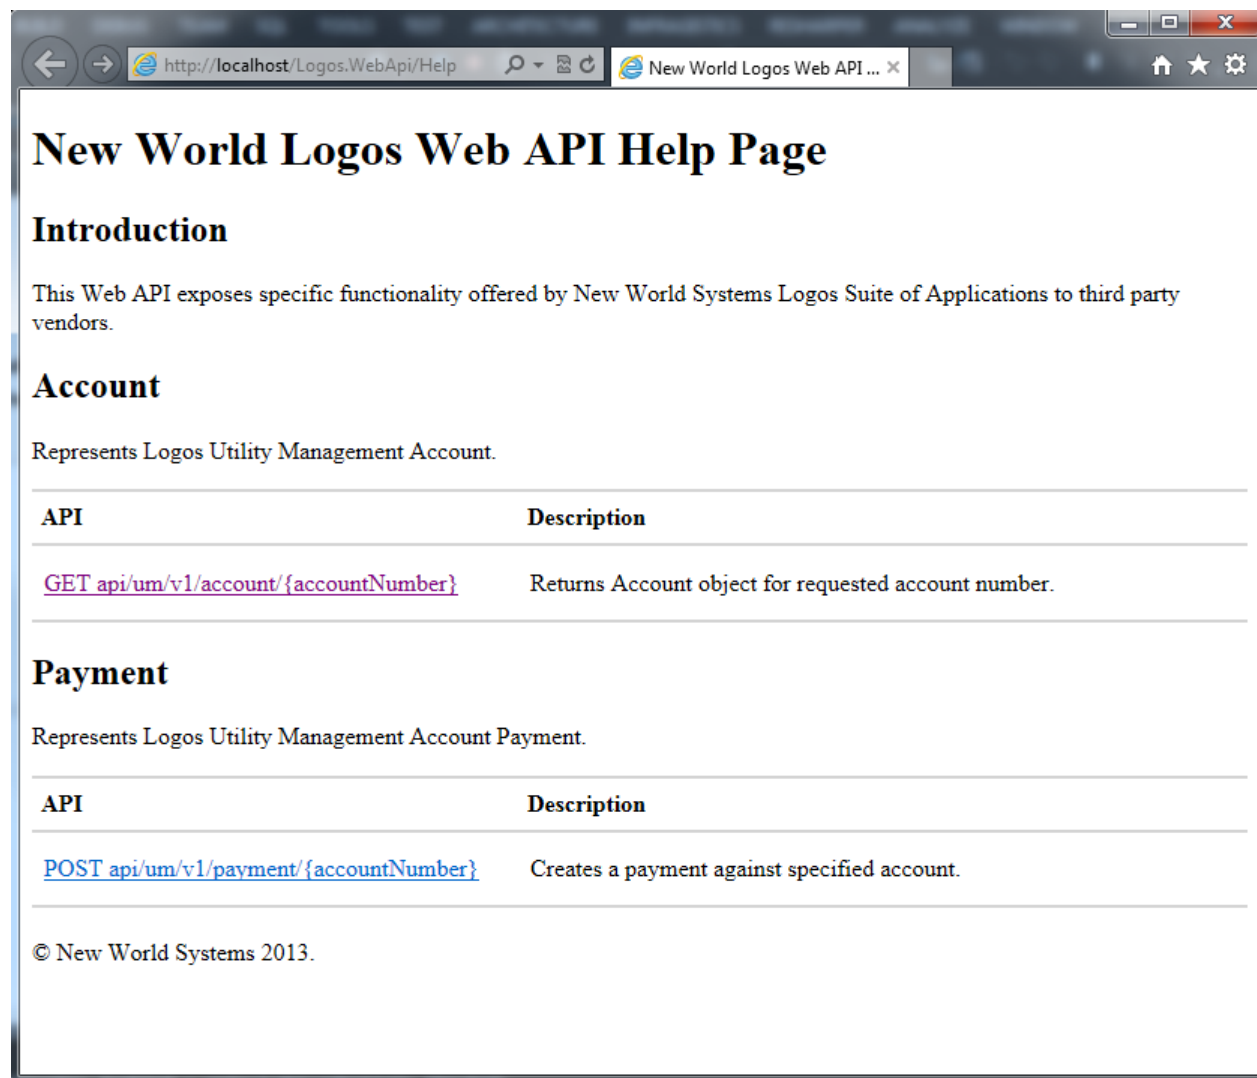 http://localhost/Logos.WebApi/Help
New World Logos Web API ...
New World Logos Web API Help Page
Introduction
This Web API exposes specific functionality offered by New World Systems Logos Suite of Applications to third party
vendors.
Account
Represents Logos Utility Management Account.
API Description
GET api/um/v1/account/{accountNumber} Returns Account object for requested account number.
Payment
Represents Logos Utility Management Account Payment.
API Description
POST api/um/v1/payment/{accountNumber} Creates a payment against specified account.
© New World Systems 2013.